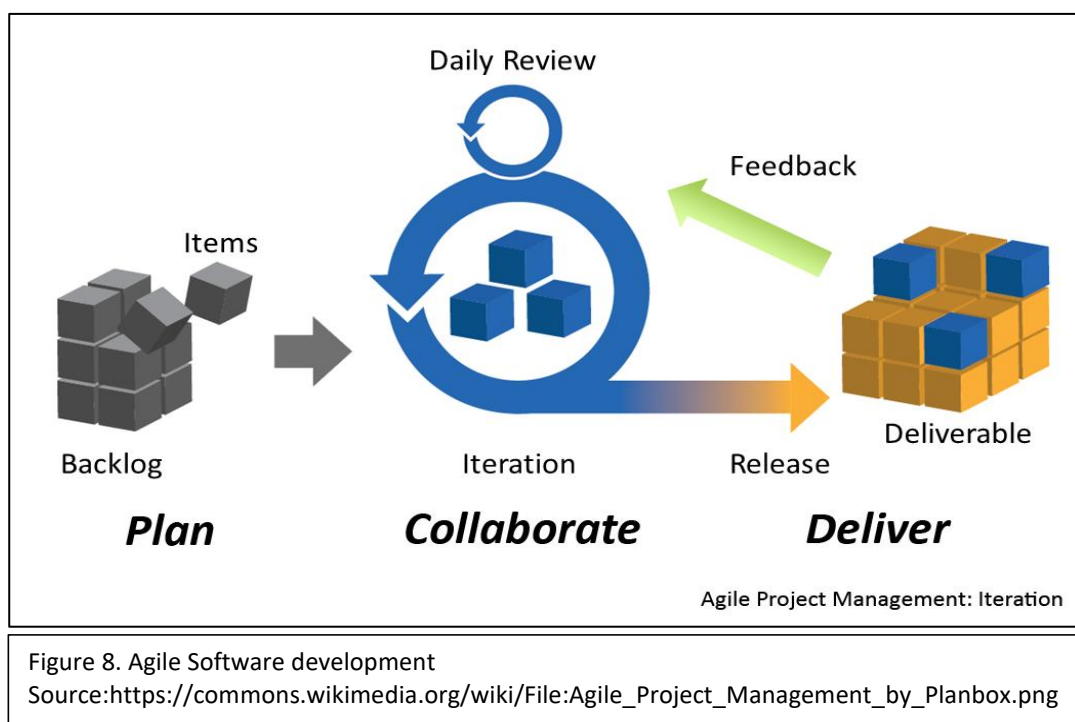 Daily Review
Feedback
Items
Backlog
Iteration
Release
Deliverable
Plan
Collaborate
Deliver
Agile Project Management: Iteration
Figure 8. Agile Software development
Source:https://commons.wikimedia.org/wiki/File:Agile_Project_Management_by_Planbox.png